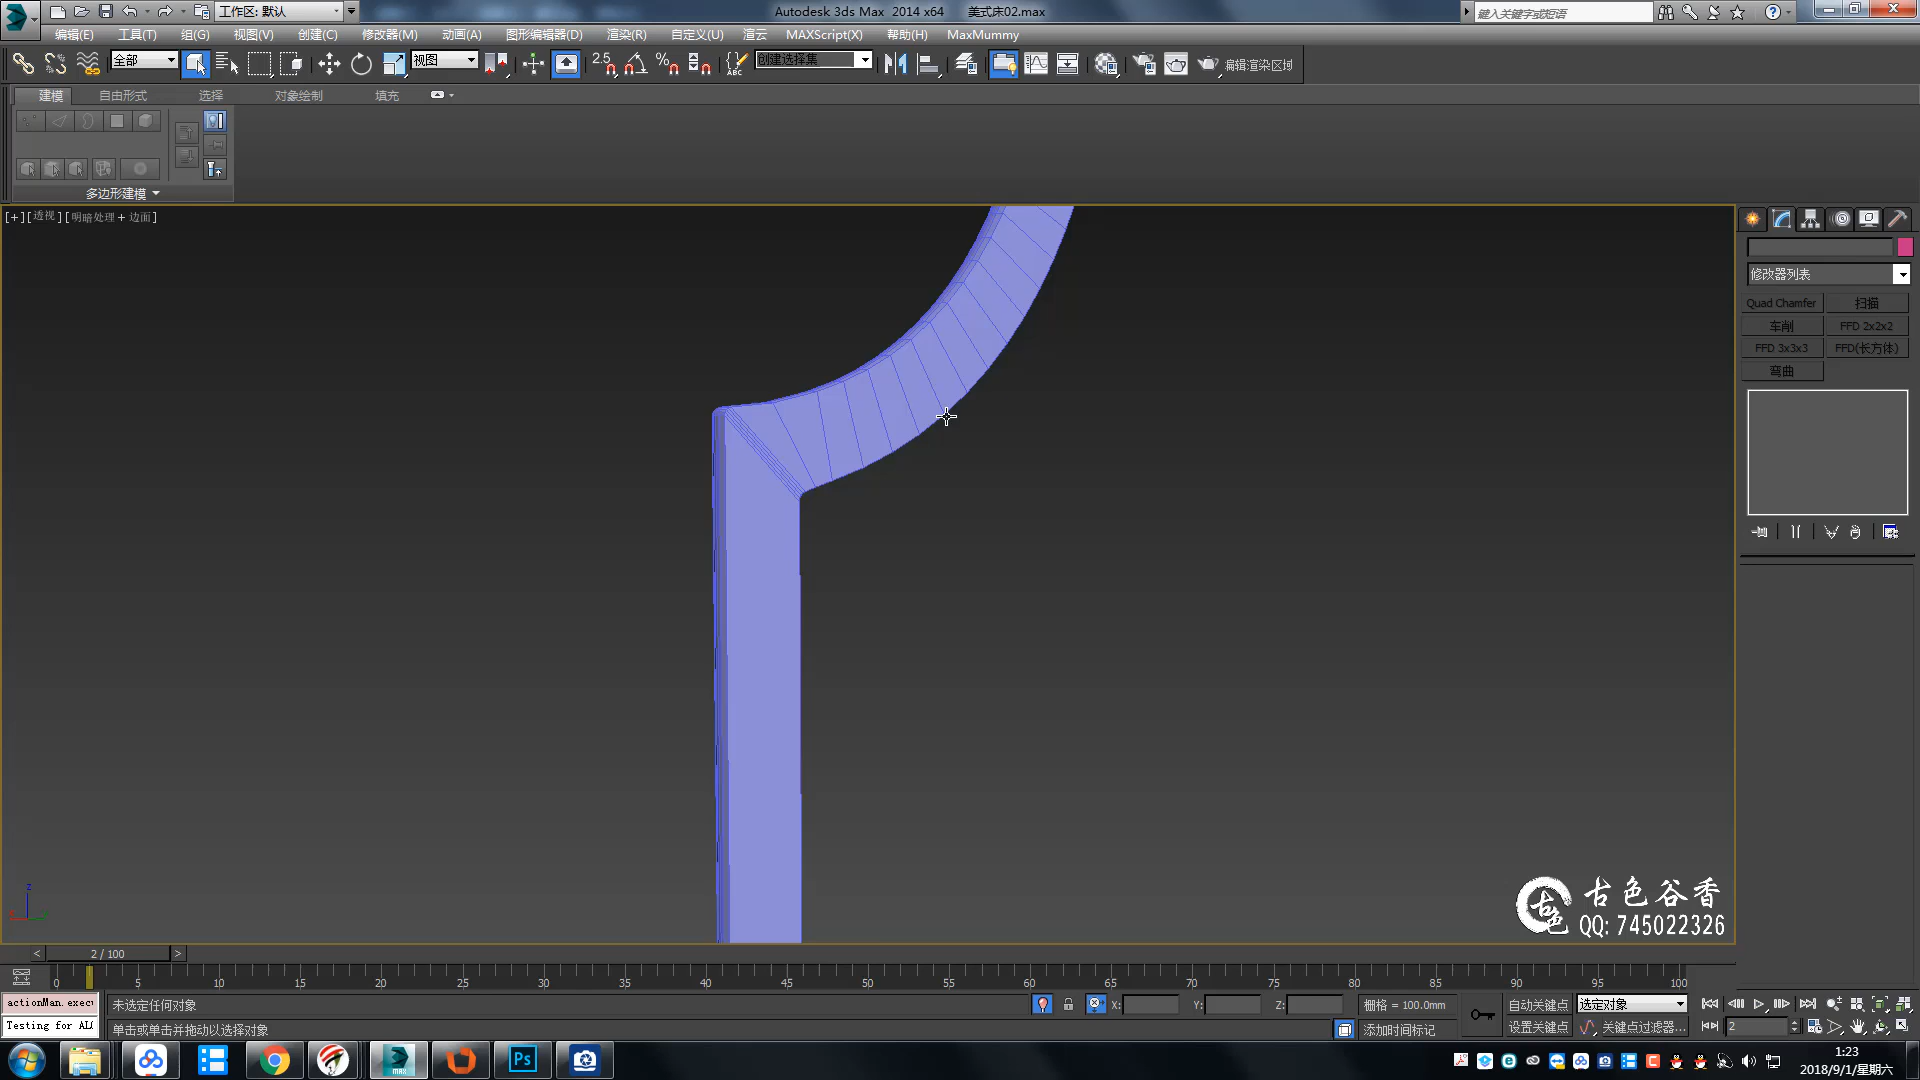 工作区: 默认
Autodesk 3ds Max 2014 x64 美式床02.max
键入关键字或短语
编辑(E) 工具(T) 组(G) 视图(V) 创建(C) 修改器(M) 动画(A) 图形编辑器(D) 渲染(R) 自定义(U) 渲云 MAXScript(X) 帮助(H) MaxMummy
全部 视图 2.5 创建选择集 编辑渲染区域
建模 自由形式 选择 对象绘制 填充
多边形建模
[+][透视][明暗处理+边面]
修改器列表
Quad Chamfer 扫描
车削 FFD 2x2x2
FFD 3x3x3 FFD(长方体)
弯曲
古色谷香
QQ: 745022326
z
< 2 / 100 >
0 5 10 15 20 25 30 35 40 45 50 55 60 65 70 75 80 85 90 95 100
actionMan.execu 未选定任何对象 X: Y: Z: 栅格 = 100.0mm 自动关键点 选定对象
Testing for ALL 单击或单击并拖动以选择对象 添加时间标记 设置关键点 关键点过滤器... 2
MAX Ps
1:23
2018/9/1/星期六